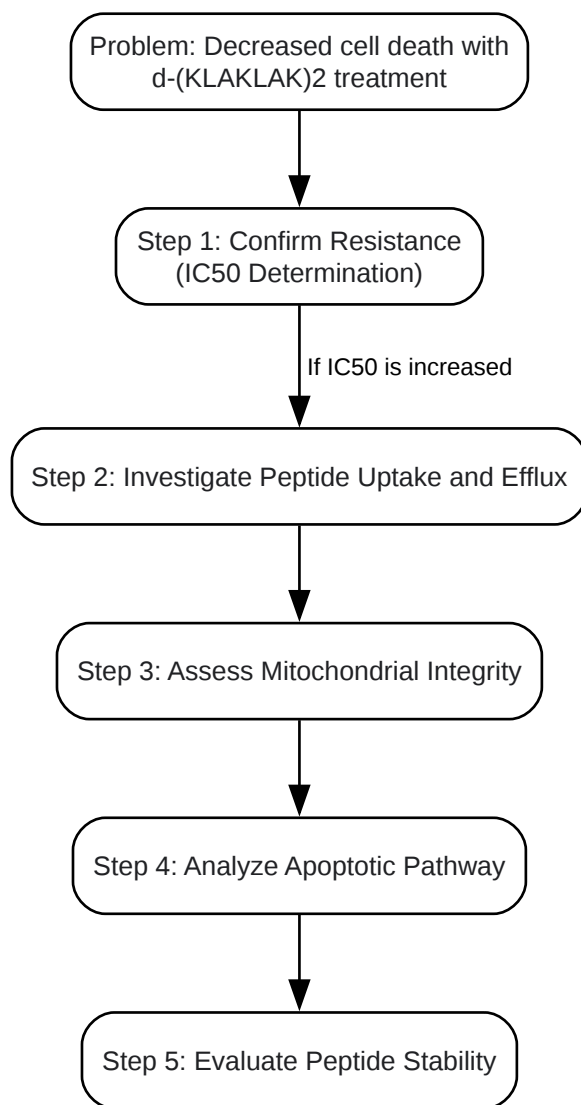 Problem: Decreased cell death with
d-(KLAKLAK)2 treatment
Step 1: Confirm Resistance
(IC50 Determination)
If IC50 is increased
Step 2: Investigate Peptide Uptake and Efflux
Step 3: Assess Mitochondrial Integrity
Step 4: Analyze Apoptotic Pathway
Step 5: Evaluate Peptide Stability